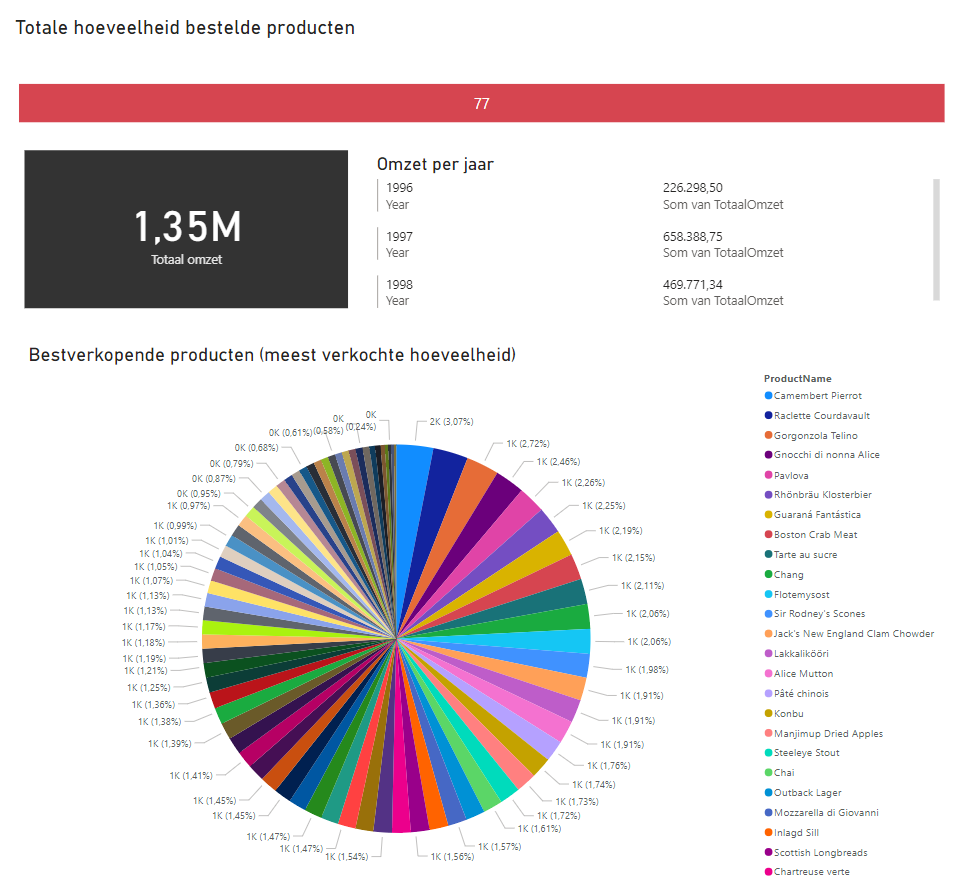 Totale hoeveelheid bestelde producten
77
1,35M
Totaal omzet
Omzet per jaar
1996
Year
226.298,50
Som van TotaalOmzet
1997
Year
658.388,75
Som van TotaalOmzet
1998
Year
469.771,34
Som van TotaalOmzet
Bestverkopende producten (meest verkochte hoeveelheid)
2K (3,07%)
1K (2,72%)
1K (2,46%)
1K (2,26%)
1K (2,25%)
1K (2,19%)
1K (2,15%)
1K (2,11%)
1K (2,06%)
1K (2,06%)
1K (1,98%)
1K (1,91%)
1K (1,91%)
1K (1,91%)
1K (1,76%)
1K (1,74%)
1K (1,73%)
1K (1,72%)
1K (1,61%)
1K (1,57%)
1K (1,56%)
1K (1,54%)
1K (1,47%)
1K (1,47%)
1K (1,45%)
1K (1,45%)
1K (1,41%)
1K (1,39%)
1K (1,38%)
1K (1,36%)
1K (1,25%)
1K (1,21%)
1K (1,19%)
1K (1,18%)
1K (1,17%)
1K (1,13%)
1K (1,13%)
1K (1,07%)
1K (1,05%)
1K (1,04%)
1K (1,01%)
1K (0,99%)
1K (0,97%)
0K (0,95%)
0K (0,87%)
0K (0,79%)
0K (0,68%)
0K (0,61%)
0K
(0,58%)
0K
(0,24%)
ProductName
Camembert Pierrot
Raclette Courdavault
Gorgonzola Telino
Gnocchi di nonna Alice
Pavlova
Rhönbräu Klosterbier
Guaraná Fantástica
Boston Crab Meat
Tarte au sucre
Chang
Flotemysost
Sir Rodney's Scones
Jack's New England Clam Chowder
Lakkalikööri
Alice Mutton
Pâté chinois
Konbu
Manjimup Dried Apples
Steeleye Stout
Chai
Outback Lager
Mozzarella di Giovanni
Inlagd Sill
Scottish Longbreads
Chartreuse verte